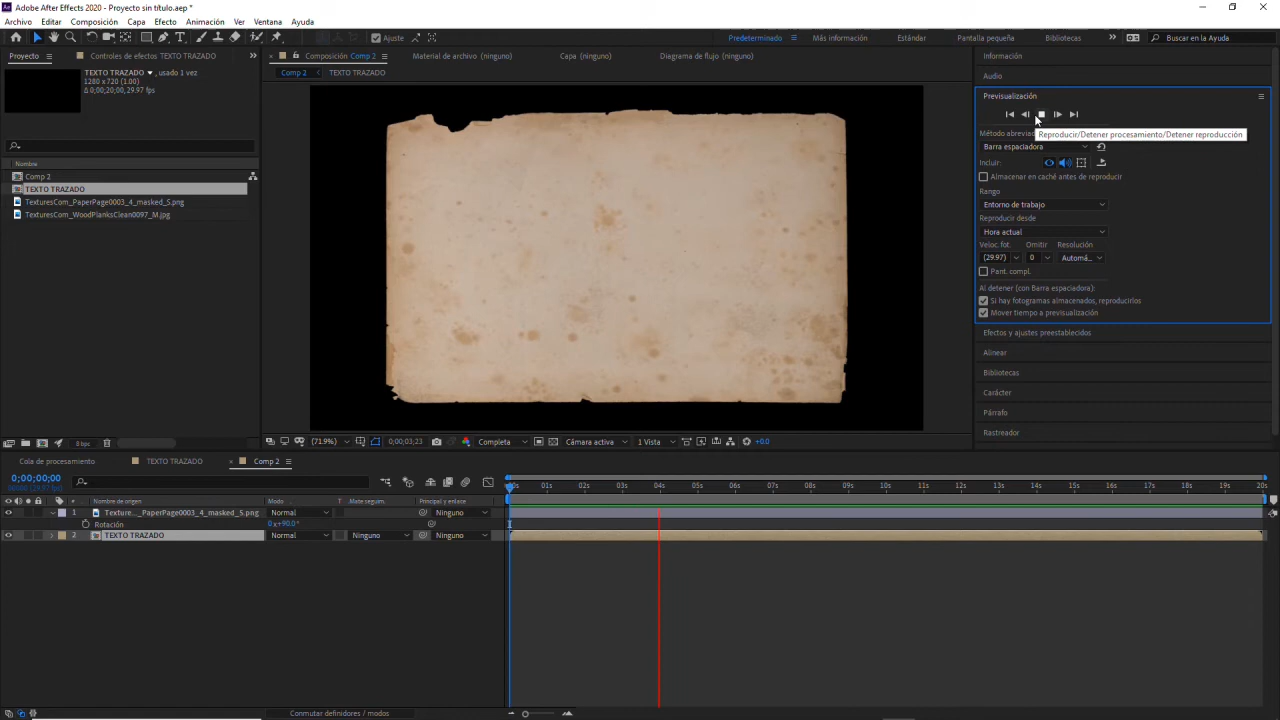 Adobe After Effects 2020 - Proyecto sin título.aep *
Archivo Editar Composición Capa Efecto Animación Ver Ventana Ayuda
Ajuste Predeterminado Más información Estándar Pantalla pequeña Bibliotecas Buscar en la Ayuda
Proyecto Controles de efectos TEXTO TRAZADO
Composición Comp 2 Material de archivo (ninguno) Capa (ninguno) Diagrama de flujo (ninguno)
Comp 2 TEXTO TRAZADO
TEXTO TRAZADO , usado 1 vez
1280 x 720 (1.00)
Δ 0;00;20;00, 29.97 fps
Nombre
Comp 2
TEXTO TRAZADO
TexturesCom_PaperPage0003_4_masked_S.png
TexturesCom_WoodPlanksClean0097_M.jpg
8 bpc
(71.9%) 0;00;03;23 Completa Cámara activa 1 Vista +0.0
Información
Audio
Previsualización
Método abreviad
Reproducir/Detener procesamiento/Detener reproducción
Barra espaciadora
Incluir:
Almacenar en caché antes de reproducir
Rango
Entorno de trabajo
Reproducir desde
Hora actual
Veloc. fot. Omitir Resolución
(29.97) 0 Automá...
Pant. compl.
Al detener (con Barra espaciadora):
Si hay fotogramas almacenados, reproducirlos
Mover tiempo a previsualización
Efectos y ajustes preestablecidos
Alinear
Bibliotecas
Carácter
Párrafo
Rastreador
Cola de procesamiento TEXTO TRAZADO Comp 2
0;00;00;00
01s 02s 03s 04s 05s 06s 07s 08s 09s 10s 11s 12s 13s 14s 15s 16s 17s 18s 19s 20s
# Nombre de origen Modo T Mate seguim. Principal y enlace
1 Texture..._PaperPage0003_4_masked_S.png Normal Ninguno
Rotación 0x+90.0°
2 TEXTO TRAZADO Normal Ninguno Ninguno
Conmutar definidores / modos